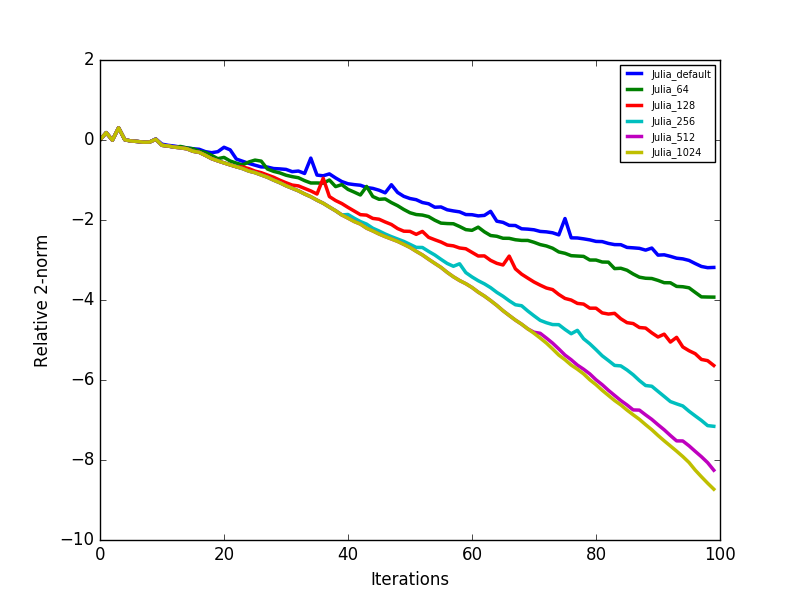 2
0
−2
−4
−6
−8
−10
0
20
40
60
80
100
Iterations
Relative 2-norm
Julia_default
Julia_64
Julia_128
Julia_256
Julia_512
Julia_1024